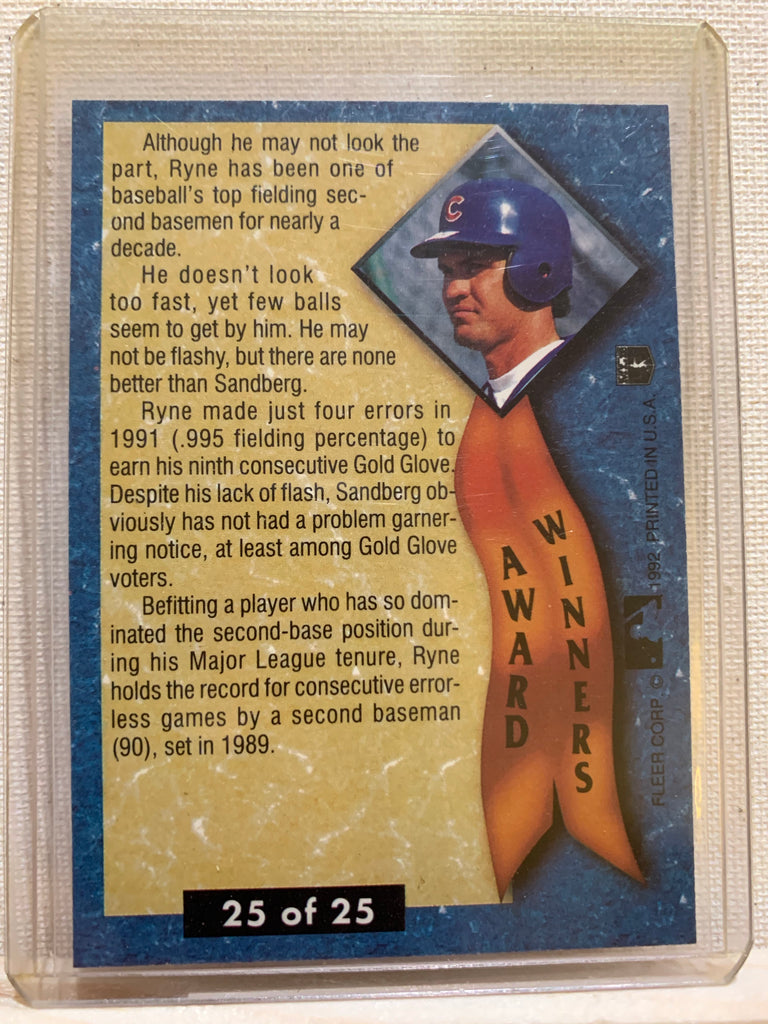 Although he may not look the
part, Ryne has been one of
baseball's top fielding sec-
ond basemen for nearly a
decade.
He doesn't look
too fast, yet few balls
seem to get by him. He may
not be flashy, but there are none
better than Sandberg.
Ryne made just four errors in
1991 (.995 fielding percentage) to
earn his ninth consecutive Gold Glove.
Despite his lack of flash, Sandberg ob-
viously has not had a problem garner-
ing notice, at least among Gold Glove
voters.
Befitting a player who has so dom-
inated the second-base position dur-
ing his Major League tenure, Ryne
holds the record for consecutive error-
less games by a second baseman
(90), set in 1989.
25 of 25
C
AWARD
WINNERS
FLEER CORP © 1992 PRINTED IN U.S.A.